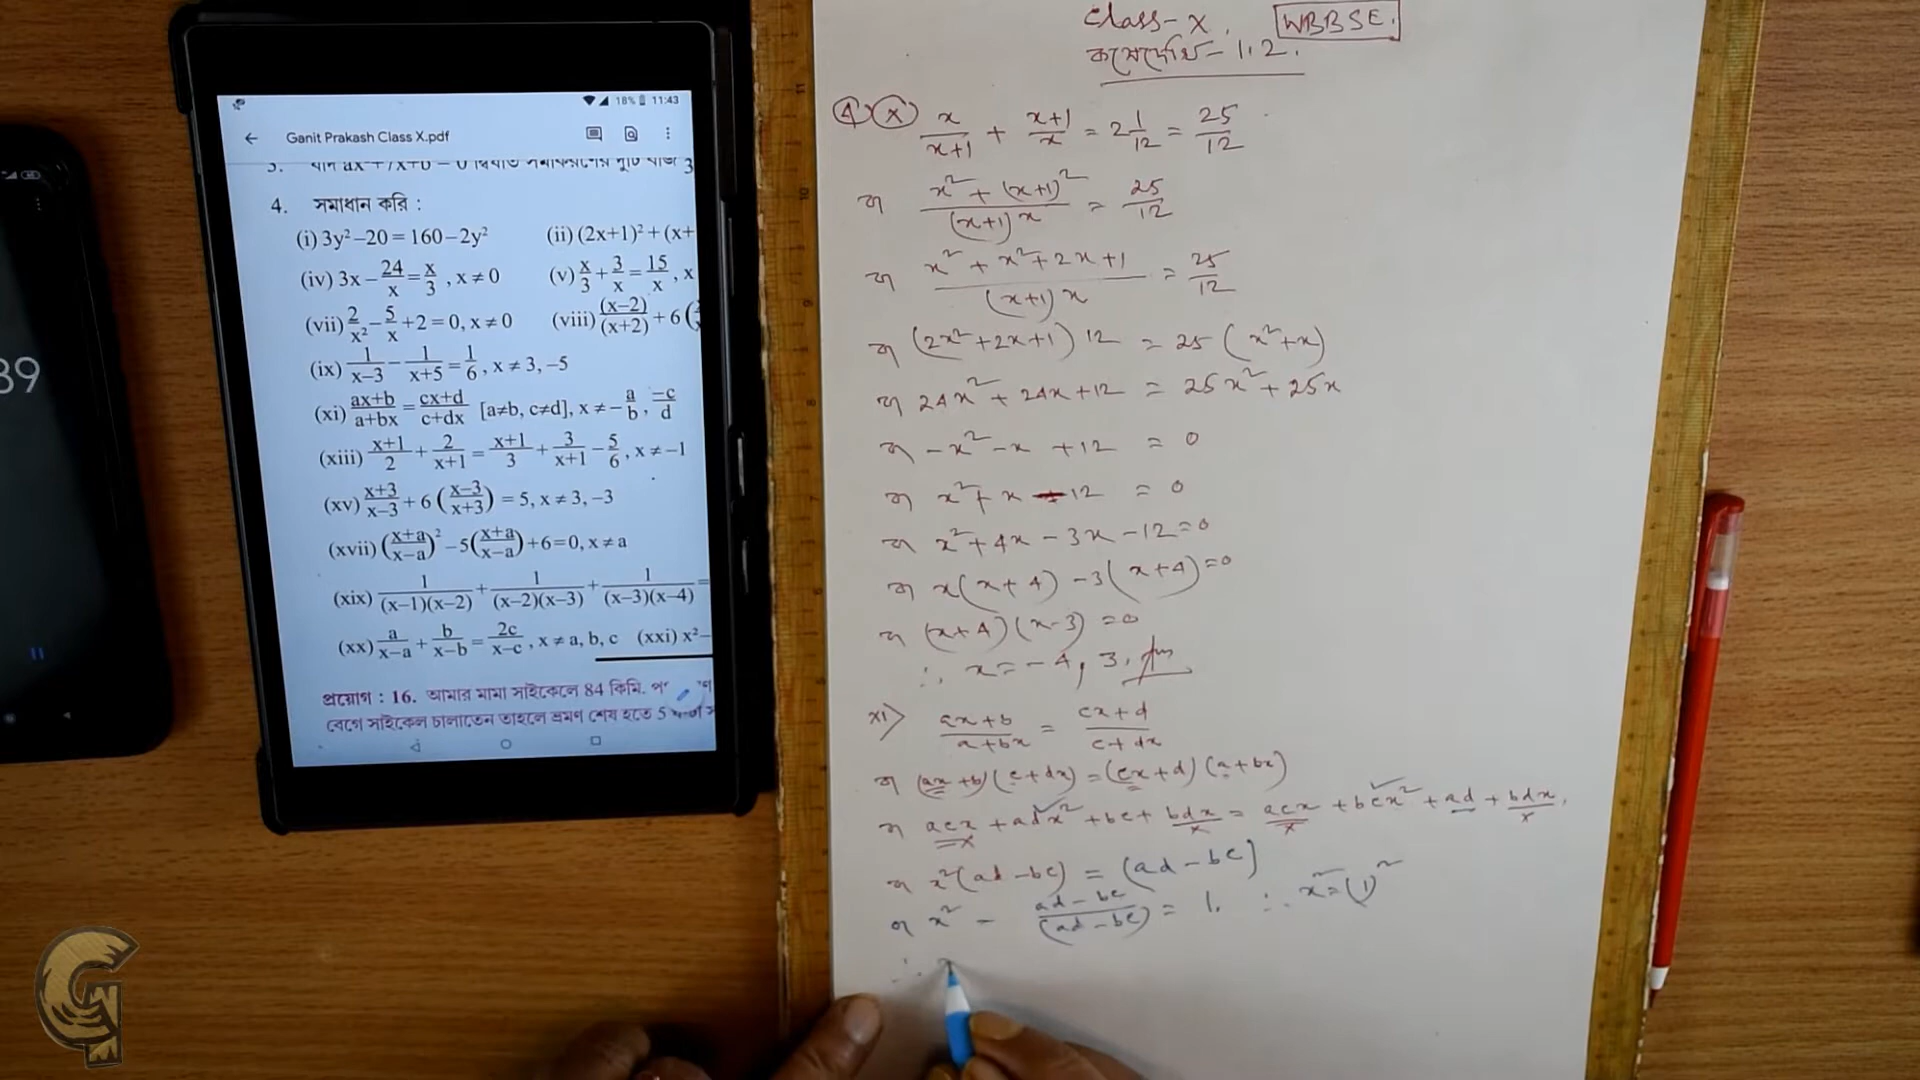 18% 11:43
Ganit Prakash Class X.pdf
4. সমাধান করি :
(i) 3y²–20 = 160–2y² (ii) (2x+1)² + (x+
(iv) 3x – 24/x = x/3 , x ≠ 0 (v) x/3 + 3/x = 15/x , x
(vii) 2/x² – 5/x + 2 = 0, x ≠ 0 (viii) (x–2)/(x+2) + 6 (
(ix) 1/(x–3) – 1/(x+5) = 1/6 , x ≠ 3, –5
(xi) (ax+b)/(a+bx) = (cx+d)/(c+dx) [a≠b, c≠d], x ≠ – a/b , –c/d
(xiii) (x+1)/2 + 2/(x+1) = (x+1)/3 + 3/(x+1) – 5/6 , x ≠ –1
(xv) (x+3)/(x–3) + 6 ((x–3)/(x+3)) = 5, x ≠ 3, –3
(xvii) ((x+a)/(x–a))² – 5((x+a)/(x–a)) + 6=0, x ≠ a
(xix) 1/((x–1)(x–2)) + 1/((x–2)(x–3)) + 1/((x–3)(x–4)) =
(xx) a/(x–a) + b/(x–b) = 2c/(x–c) , x ≠ a, b, c (xxi) x²–
প্রয়োগ : 16. আমার মামা সাইকেলে 84 কিমি.
বেগে সাইকেল চালাতেন তাহলে ভ্রমণ শেষ হতে 5
39
Class - X. WBBSE.
কষে দেখি - 1.2.
4 x x/(x+1) + (x+1)/x = 2 1/12 = 25/12
বা (x² + (x+1)²)/((x+1)x) = 25/12
বা (x² + x² + 2x + 1)/((x+1)x) = 25/12
বা (2x² + 2x + 1) 12 = 25 (x² + x)
বা 24x² + 24x + 12 = 25x² + 25x
বা - x² - x + 12 = 0
বা x² + x - 12 = 0
বা x² + 4x - 3x - 12 = 0
বা x(x + 4) - 3(x + 4) = 0
বা (x + 4)(x - 3) = 0
∴ x = - 4, 3. Ans
xi> (ax + b)/(a + bx) = (cx + d)/(c + dx)
বা (ax + b)(c + dx) = (cx + d)(a + bx)
বা acx + adx² + bc + bdx = acx + bcx² + ad + bdx.
বা x²(ad - bc) = (ad - bc)
বা x² - (ad - bc)/(ad - bc) = 1. ∴ x² = (1)²
∴